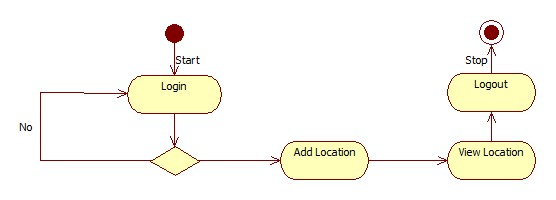 Start
Stop
Login
Logout
No
Add Location
View Location